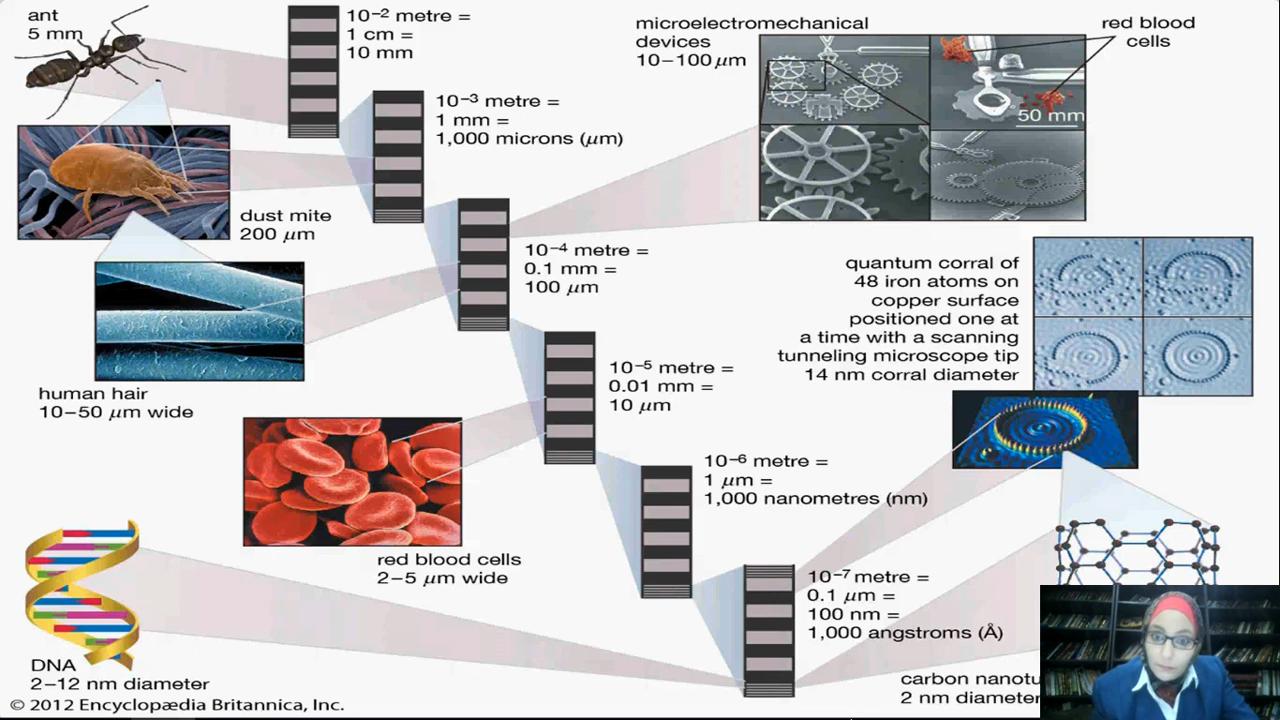 ant
5 mm
10–2 metre =
1 cm =
10 mm
microelectromechanical
devices
10–100 μm
red blood
cells
50 mm
10–3 metre =
1 mm =
1,000 microns (μm)
dust mite
200 μm
10–4 metre =
0.1 mm =
100 μm
quantum corral of
48 iron atoms on
copper surface
positioned one at
a time with a scanning
tunneling microscope tip
14 nm corral diameter
human hair
10–50 μm wide
10–5 metre =
0.01 mm =
10 μm
10–6 metre =
1 μm =
1,000 nanometres (nm)
red blood cells
2–5 μm wide
10–7 metre =
0.1 μm =
100 nm =
1,000 angstroms (Å)
DNA
2–12 nm diameter
carbon nanotu
2 nm diameter
© 2012 Encyclopædia Britannica, Inc.